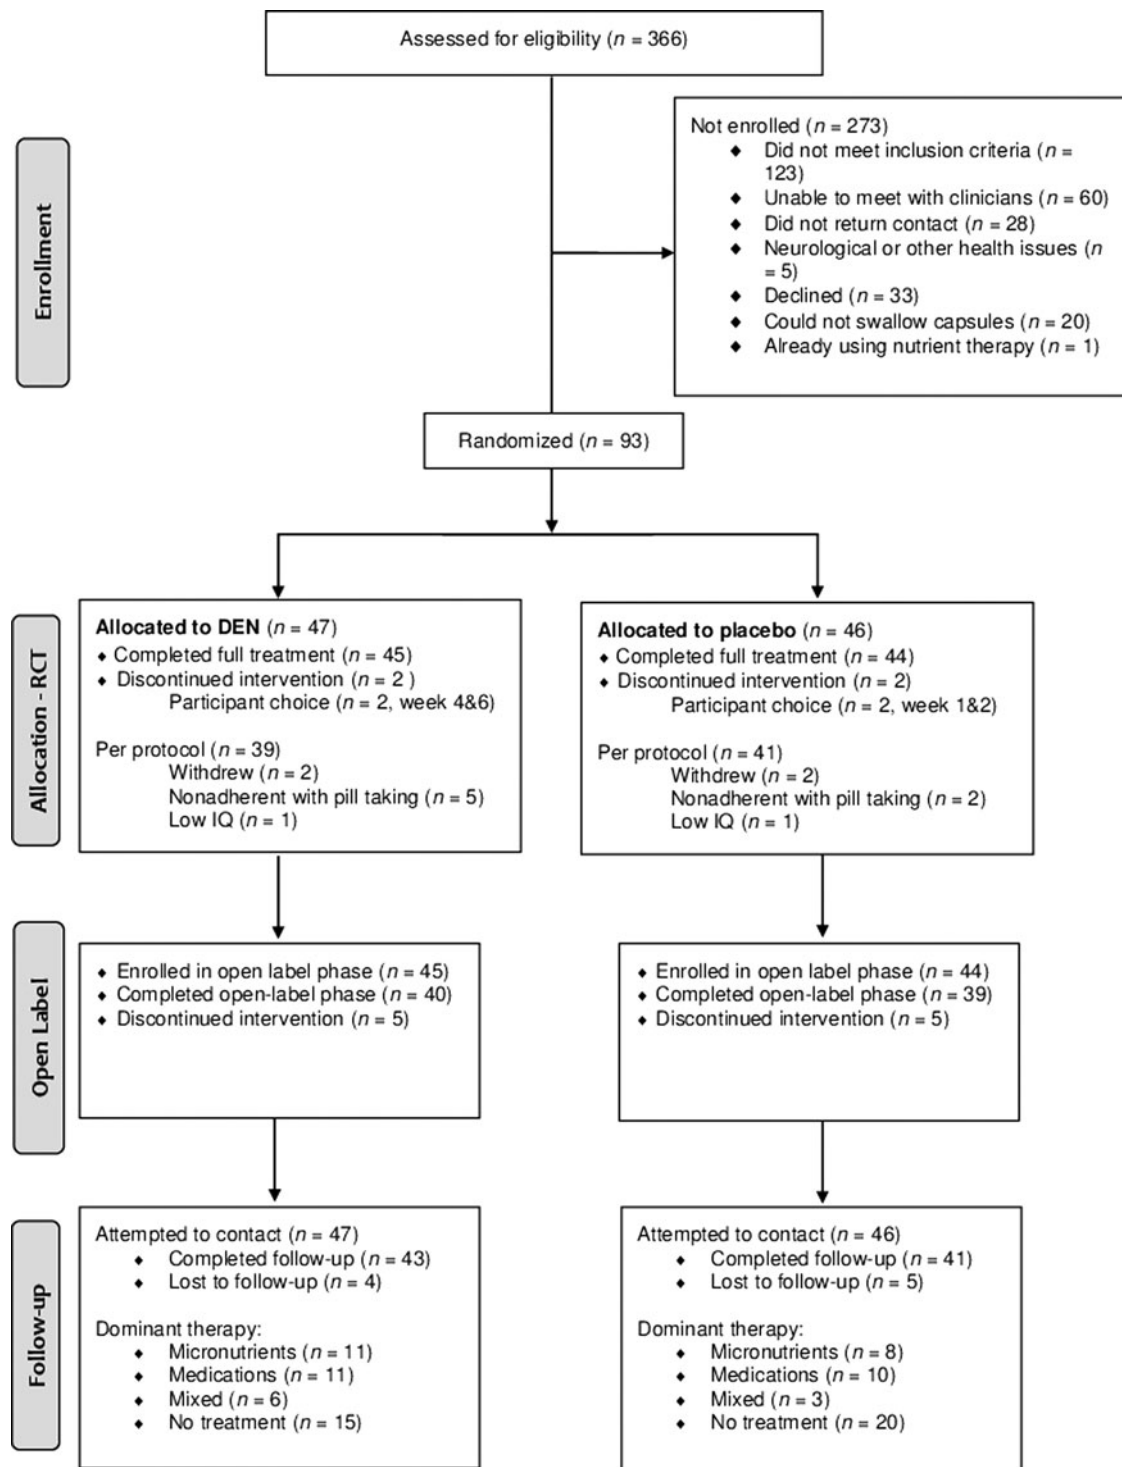 Assessed for eligibility (n = 366)
Enrollment
Not enrolled (n = 273)
◆ Did not meet inclusion criteria (n =
123)
◆ Unable to meet with clinicians (n = 60)
◆ Did not return contact (n = 28)
◆ Neurological or other health issues (n
= 5)
◆ Declined (n = 33)
◆ Could not swallow capsules (n = 20)
◆ Already using nutrient therapy (n = 1)
Randomized (n = 93)
Allocation - RCT
Allocated to DEN (n = 47)
◆ Completed full treatment (n = 45)
◆ Discontinued intervention (n = 2 )
Participant choice (n = 2, week 4&6)
Per protocol (n = 39)
Withdrew (n = 2)
Nonadherent with pill taking (n = 5)
Low IQ (n = 1)
Allocated to placebo (n = 46)
◆ Completed full treatment (n = 44)
◆ Discontinued intervention (n = 2)
Participant choice (n = 2, week 1&2)
Per protocol (n = 41)
Withdrew (n = 2)
Nonadherent with pill taking (n = 2)
Low IQ (n = 1)
Open Label
◆ Enrolled in open label phase (n = 45)
◆ Completed open-label phase (n = 40)
◆ Discontinued intervention (n = 5)
◆ Enrolled in open label phase (n = 44)
◆ Completed open-label phase (n = 39)
◆ Discontinued intervention (n = 5)
Follow-up
Attempted to contact (n = 47)
◆ Completed follow-up (n = 43)
◆ Lost to follow-up (n = 4)
Dominant therapy:
◆ Micronutrients (n = 11)
◆ Medications (n = 11)
◆ Mixed (n = 6)
◆ No treatment (n = 15)
Attempted to contact (n = 46)
◆ Completed follow-up (n = 41)
◆ Lost to follow-up (n = 5)
Dominant therapy:
◆ Micronutrients (n = 8)
◆ Medications (n = 10)
◆ Mixed (n = 3)
◆ No treatment (n = 20)